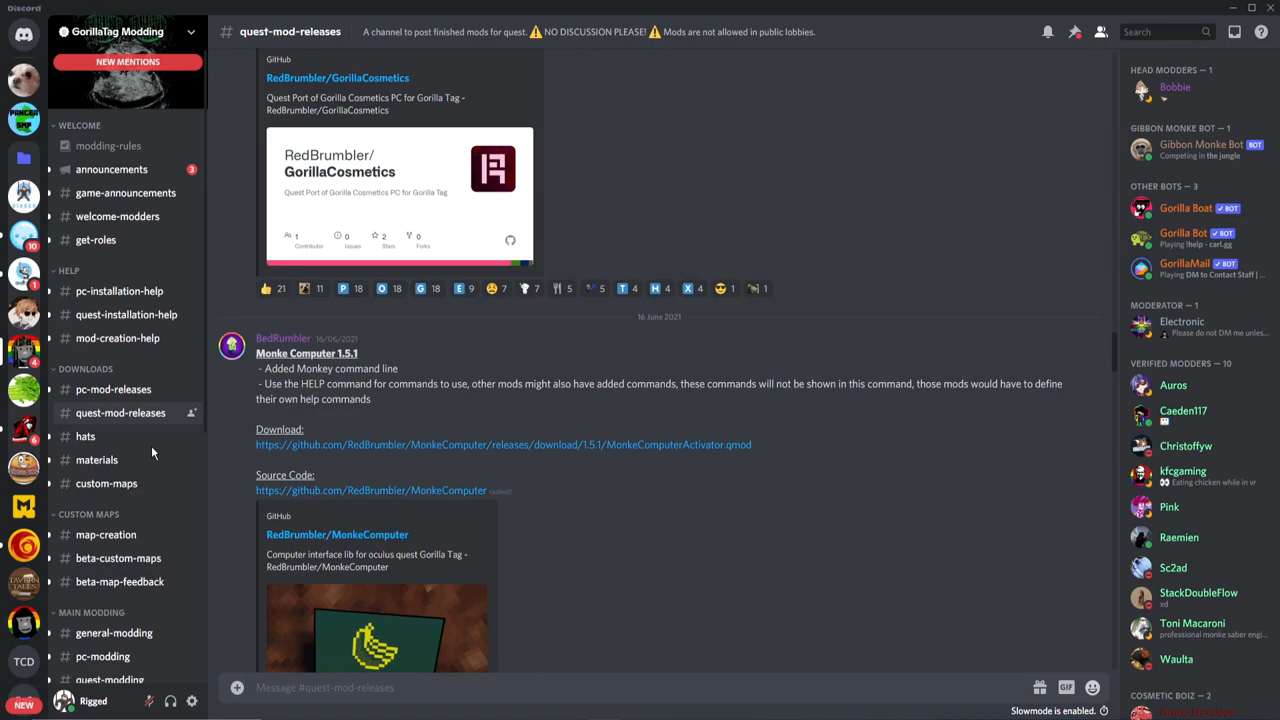 Discord
GorillaTag Modding
NEW MENTIONS
WELCOME
modding-rules
announcements
3
game-announcements
welcome-modders
get-roles
HELP
pc-installation-help
quest-installation-help
mod-creation-help
DOWNLOADS
pc-mod-releases
quest-mod-releases
hats
materials
custom-maps
CUSTOM MAPS
map-creation
beta-custom-maps
beta-map-feedback
MAIN MODDING
general-modding
pc-modding
quest-modding
10
1
4
6
TCD
NEW
Rigged
quest-mod-releases
A channel to post finished mods for quest. ⚠ NO DISCUSSION PLEASE! ⚠ Mods are not allowed in public lobbies.
Search
GitHub
RedBrumbler/GorillaCosmetics
Quest Port of Gorilla Cosmetics PC for Gorilla Tag -
RedBrumbler/GorillaCosmetics
RedBrumbler/
GorillaCosmetics
Quest Port of Gorilla Cosmetics PC for Gorilla Tag
1
Contributor
0
Issues
2
Stars
0
Forks
21
11
P 18
O 18
G 18
E 9
7
7
5
5
T 4
H 4
X 4
1
1
16 June 2021
BedRumbler 16/06/2021
Monke Computer 1.5.1
- Added Monkey command line
- Use the HELP command for commands to use, other mods might also have added commands, these commands will not be shown in this command, those mods would have to define
their own help commands
Download:
https://github.com/RedBrumbler/MonkeComputer/releases/download/1.5.1/MonkeComputerActivator.qmod
Source Code:
https://github.com/RedBrumbler/MonkeComputer (edited)
GitHub
RedBrumbler/MonkeComputer
Computer interface lib for oculus quest Gorilla Tag -
RedBrumbler/MonkeComputer
Message #quest-mod-releases
GIF
Slowmode is enabled.
HEAD MODDERS — 1
Bobbie
GIBBON MONKE BOT — 1
Gibbon Monke Bot BOT
Competing in the jungle
OTHER BOTS — 3
Gorilla Boat ✓ BOT
Gorilla Bot ✓ BOT
Playing !help - carl.gg
GorillaMail ✓ BOT
Playing DM to Contact Staff | ...
MODERATOR — 1
Electronic
Please do not DM me unles...
VERIFIED MODDERS — 10
Auros
Caeden117
Christoffyw
kfcgaming
Eating chicken while in vr
Pink
Raemien
Sc2ad
StackDoubleFlow
xd
Toni Macaroni
professional monke saber engi...
Waulta
COSMETIC BOIZ — 2